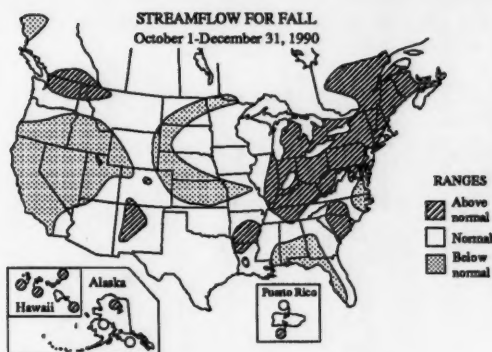 STREAMFLOW FOR FALL
October 1-December 31, 1990
RANGES
Above
normal
Normal
Below
normal
Alaska
Hawaii
Puerto Rico